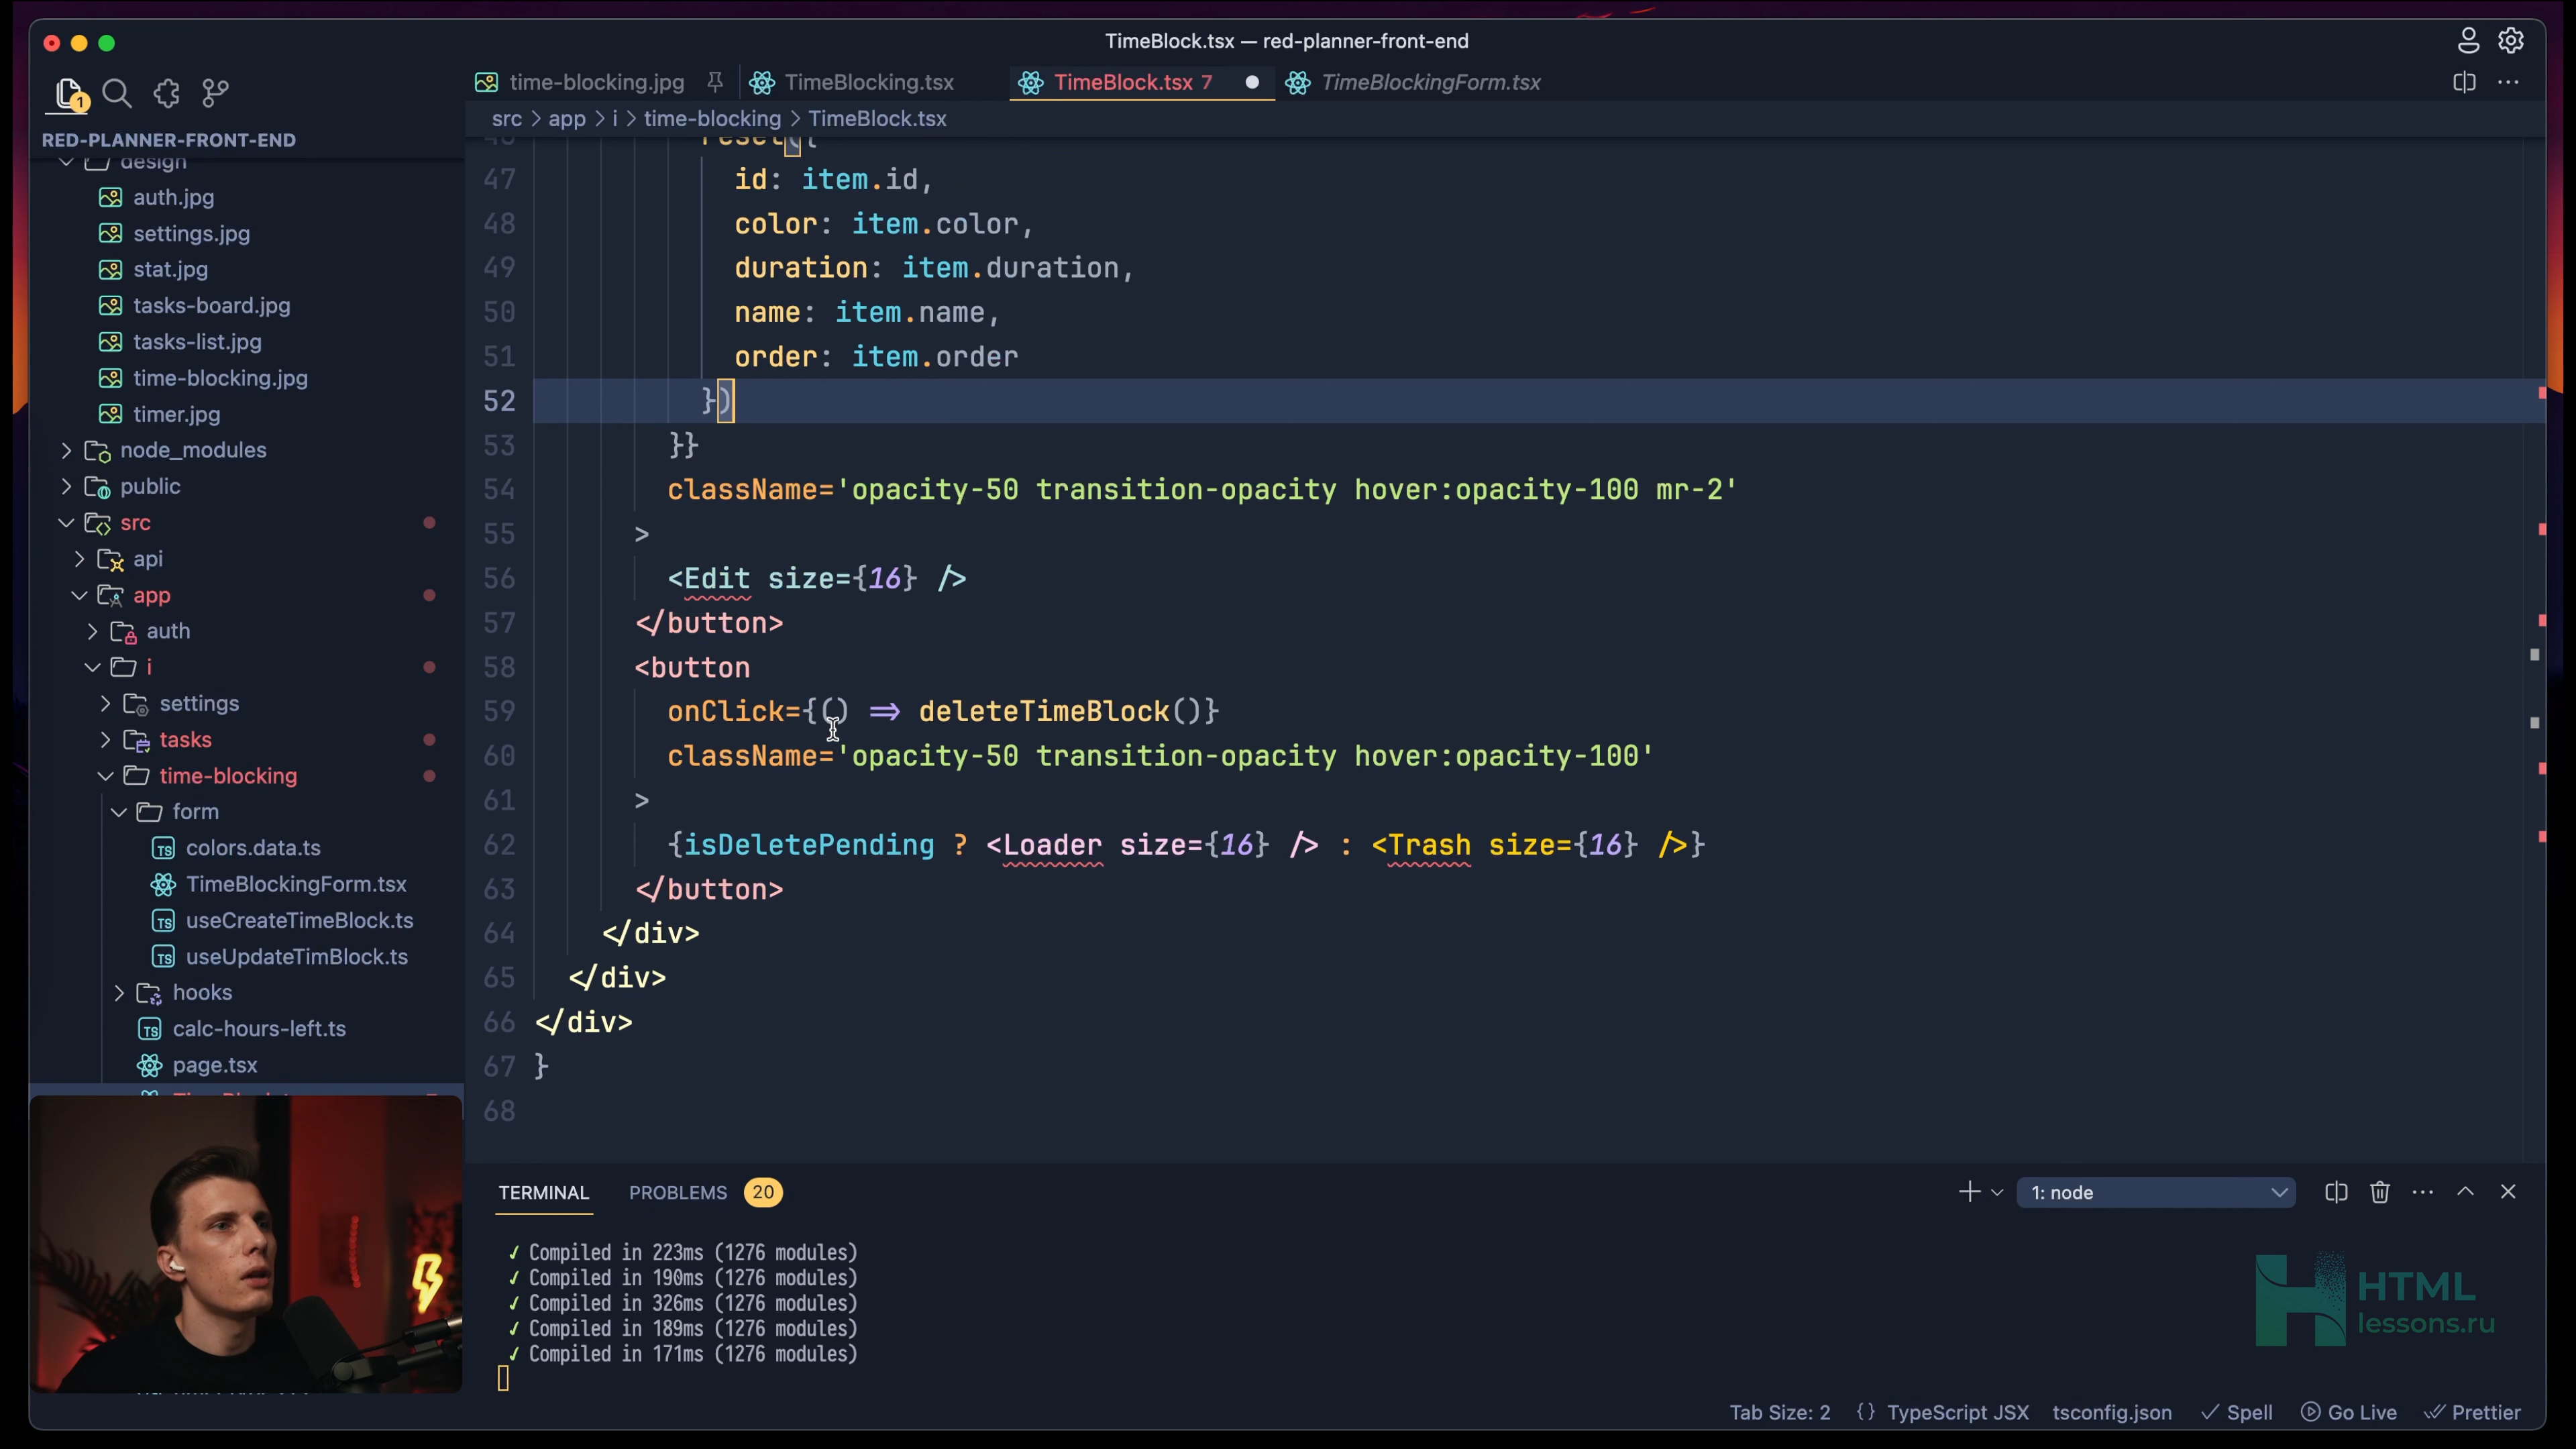 TimeBlock.tsx — red-planner-front-end
1
time-blocking.jpg
TimeBlocking.tsx
TimeBlock.tsx 7
TimeBlockingForm.tsx
RED-PLANNER-FRONT-END
src > app > i > time-blocking > TimeBlock.tsx
design
auth.jpg
settings.jpg
stat.jpg
tasks-board.jpg
tasks-list.jpg
time-blocking.jpg
timer.jpg
node_modules
public
src
api
app
auth
i
settings
tasks
time-blocking
form
colors.data.ts
TimeBlockingForm.tsx
useCreateTimeBlock.ts
useUpdateTimBlock.ts
hooks
calc-hours-left.ts
page.tsx
46 reset({
47 id: item.id,
48 color: item.color,
49 duration: item.duration,
50 name: item.name,
51 order: item.order
52 })
53 }}
54 className='opacity-50 transition-opacity hover:opacity-100 mr-2'
55 >
56 <Edit size={16} />
57 </button>
58 <button
59 onClick={() => deleteTimeBlock()}
60 className='opacity-50 transition-opacity hover:opacity-100'
61 >
62 {isDeletePending ? <Loader size={16} /> : <Trash size={16} />}
63 </button>
64 </div>
65 </div>
66 </div>
67 }
68
TERMINAL
PROBLEMS 20
1: node
✓ Compiled in 223ms (1276 modules)
✓ Compiled in 190ms (1276 modules)
✓ Compiled in 326ms (1276 modules)
✓ Compiled in 189ms (1276 modules)
✓ Compiled in 171ms (1276 modules)
HTML
lessons.ru
Tab Size: 2
{} TypeScript JSX
tsconfig.json
Spell
Go Live
Prettier